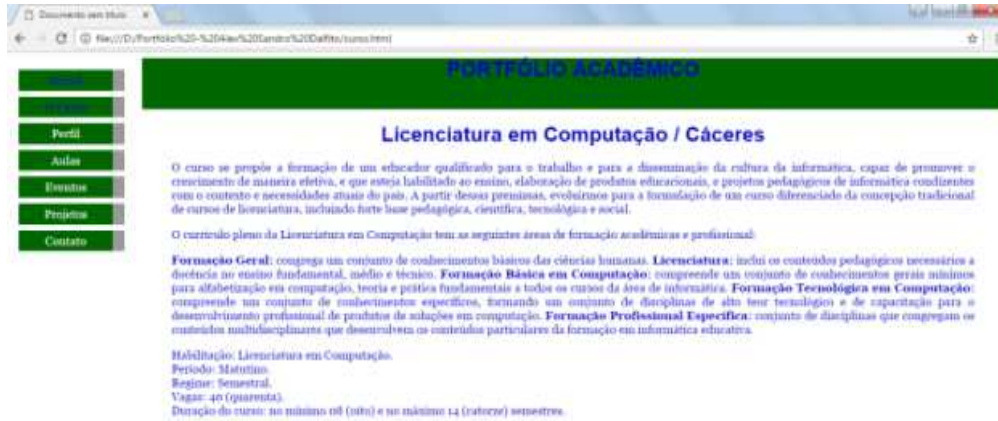 Documento sem título
PORTFÓLIO ACADÊMICO
Perfil
Aulas
Eventos
Projetos
Contato
Licenciatura em Computação / Cáceres
O curso se propõe a formação de um educador qualificado para o trabalho e para a disseminação da cultura da informática, capaz de promover o
crescimento de maneira efetiva, e que esteja habilitado ao ensino, elaboração de produtos educacionais, e projetos pedagógicos de informática condizentes
com o contexto e necessidades atuais do país. A partir dessas premissas, evoluirmos para a formulação de um curso diferenciado da concepção tradicional
de cursos de licenciatura, incluindo forte base pedagógica, científica, tecnológica e social.
O currículo pleno da Licenciatura em Computação tem as seguintes áreas de formação acadêmicas e profissional:
Formação Geral: congrega um conjunto de conhecimentos básicos das ciências humanas. Licenciatura: inclui os conteúdos pedagógicos necessários a
docência no ensino fundamental, médio e técnico. Formação Básica em Computação: compreende um conjunto de conhecimentos gerais mínimos
para alfabetização em computação, teoria e prática fundamentais a todos os cursos da área de informática. Formação Tecnológica em Computação:
compreende um conjunto de conhecimentos específicos, formando um conjunto de disciplinas de alto teor tecnológico e de capacitação para o
desenvolvimento profissional de produtos de soluções em computação. Formação Profissional Específica: conjunto de disciplinas que congregam os
conteúdos multidisciplinares que desenvolvem os conteúdos particulares da formação em informática educativa.
Habilitação: Licenciatura em Computação.
Período: Matutino.
Regime: Semestral.
Vagas: 40 (quarenta).
Duração do curso: no mínimo 08 (oito) e no máximo 14 (catorze) semestres.